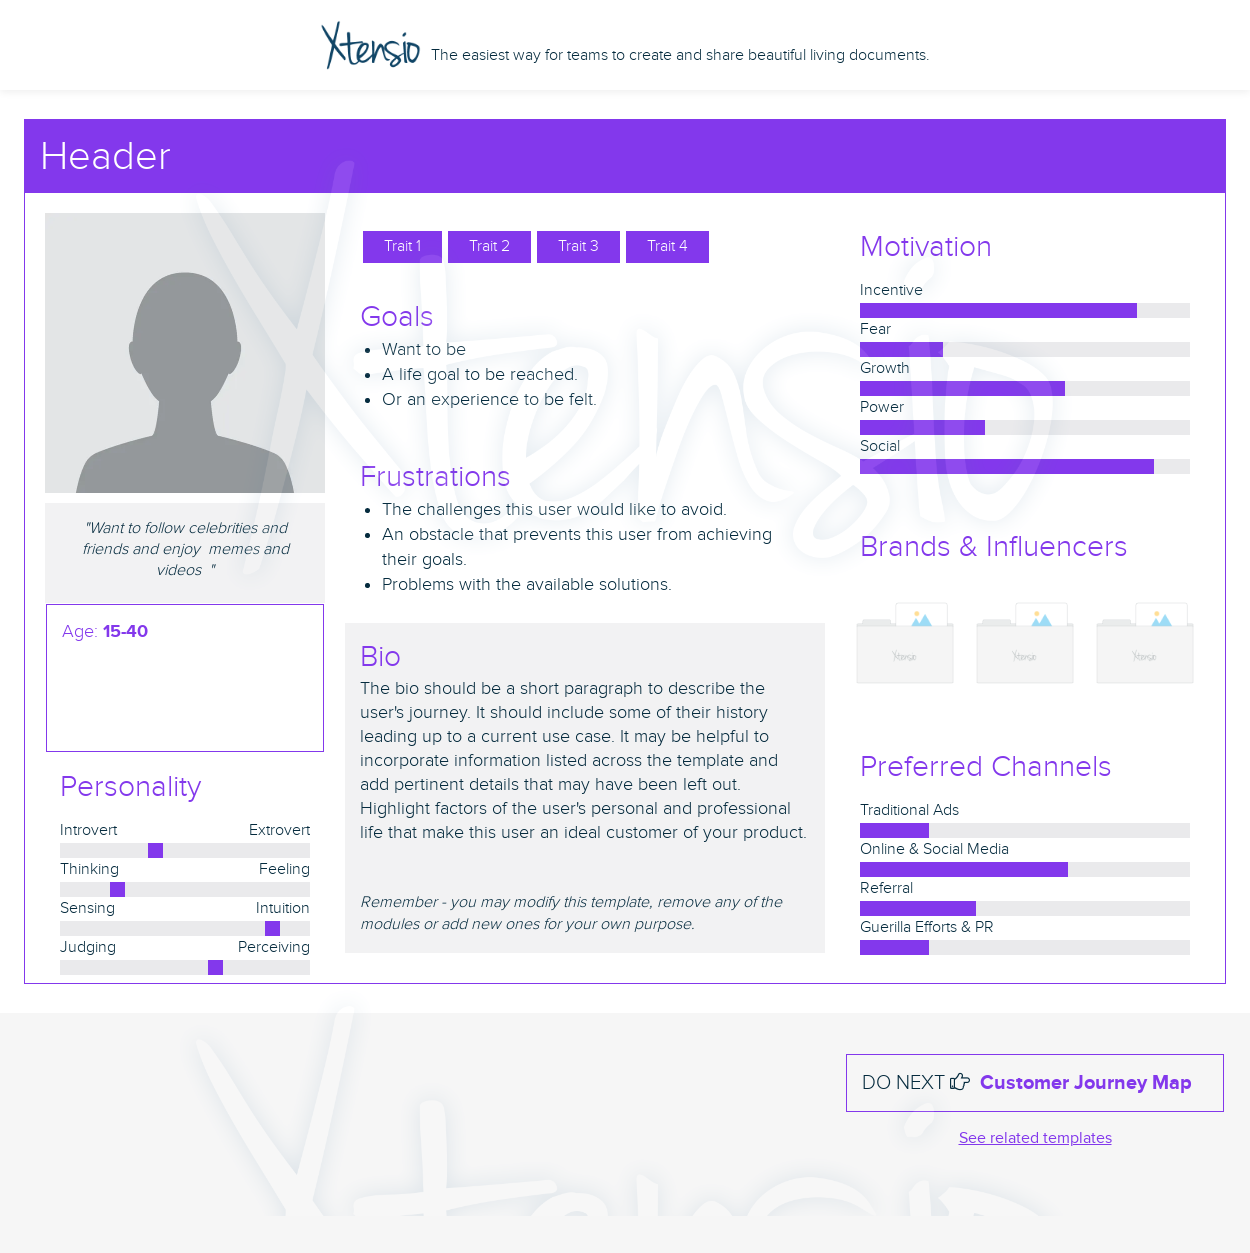 Xtensio The easiest way for teams to create and share beautiful living documents.
Header
"Want to follow celebrities and
friends and enjoy  memes and
videos  "
Age: 15-40
Personality
Introvert Extrovert
Thinking Feeling
Sensing Intuition
Judging Perceiving
Trait 1 Trait 2 Trait 3 Trait 4
Goals
• Want to be
• A life goal to be reached.
• Or an experience to be felt.
Frustrations
• The challenges this user would like to avoid.
• An obstacle that prevents this user from achieving
their goals.
• Problems with the available solutions.
Bio
The bio should be a short paragraph to describe the
user's journey. It should include some of their history
leading up to a current use case. It may be helpful to
incorporate information listed across the template and
add pertinent details that may have been left out.
Highlight factors of the user's personal and professional
life that make this user an ideal customer of your product.
Remember - you may modify this template, remove any of the
modules or add new ones for your own purpose.
Motivation
Incentive
Fear
Growth
Power
Social
Brands & Influencers
Xtensio Xtensio Xtensio
Preferred Channels
Traditional Ads
Online & Social Media
Referral
Guerilla Efforts & PR
DO NEXT Customer Journey Map
See related templates
Xtensio
Xtensio